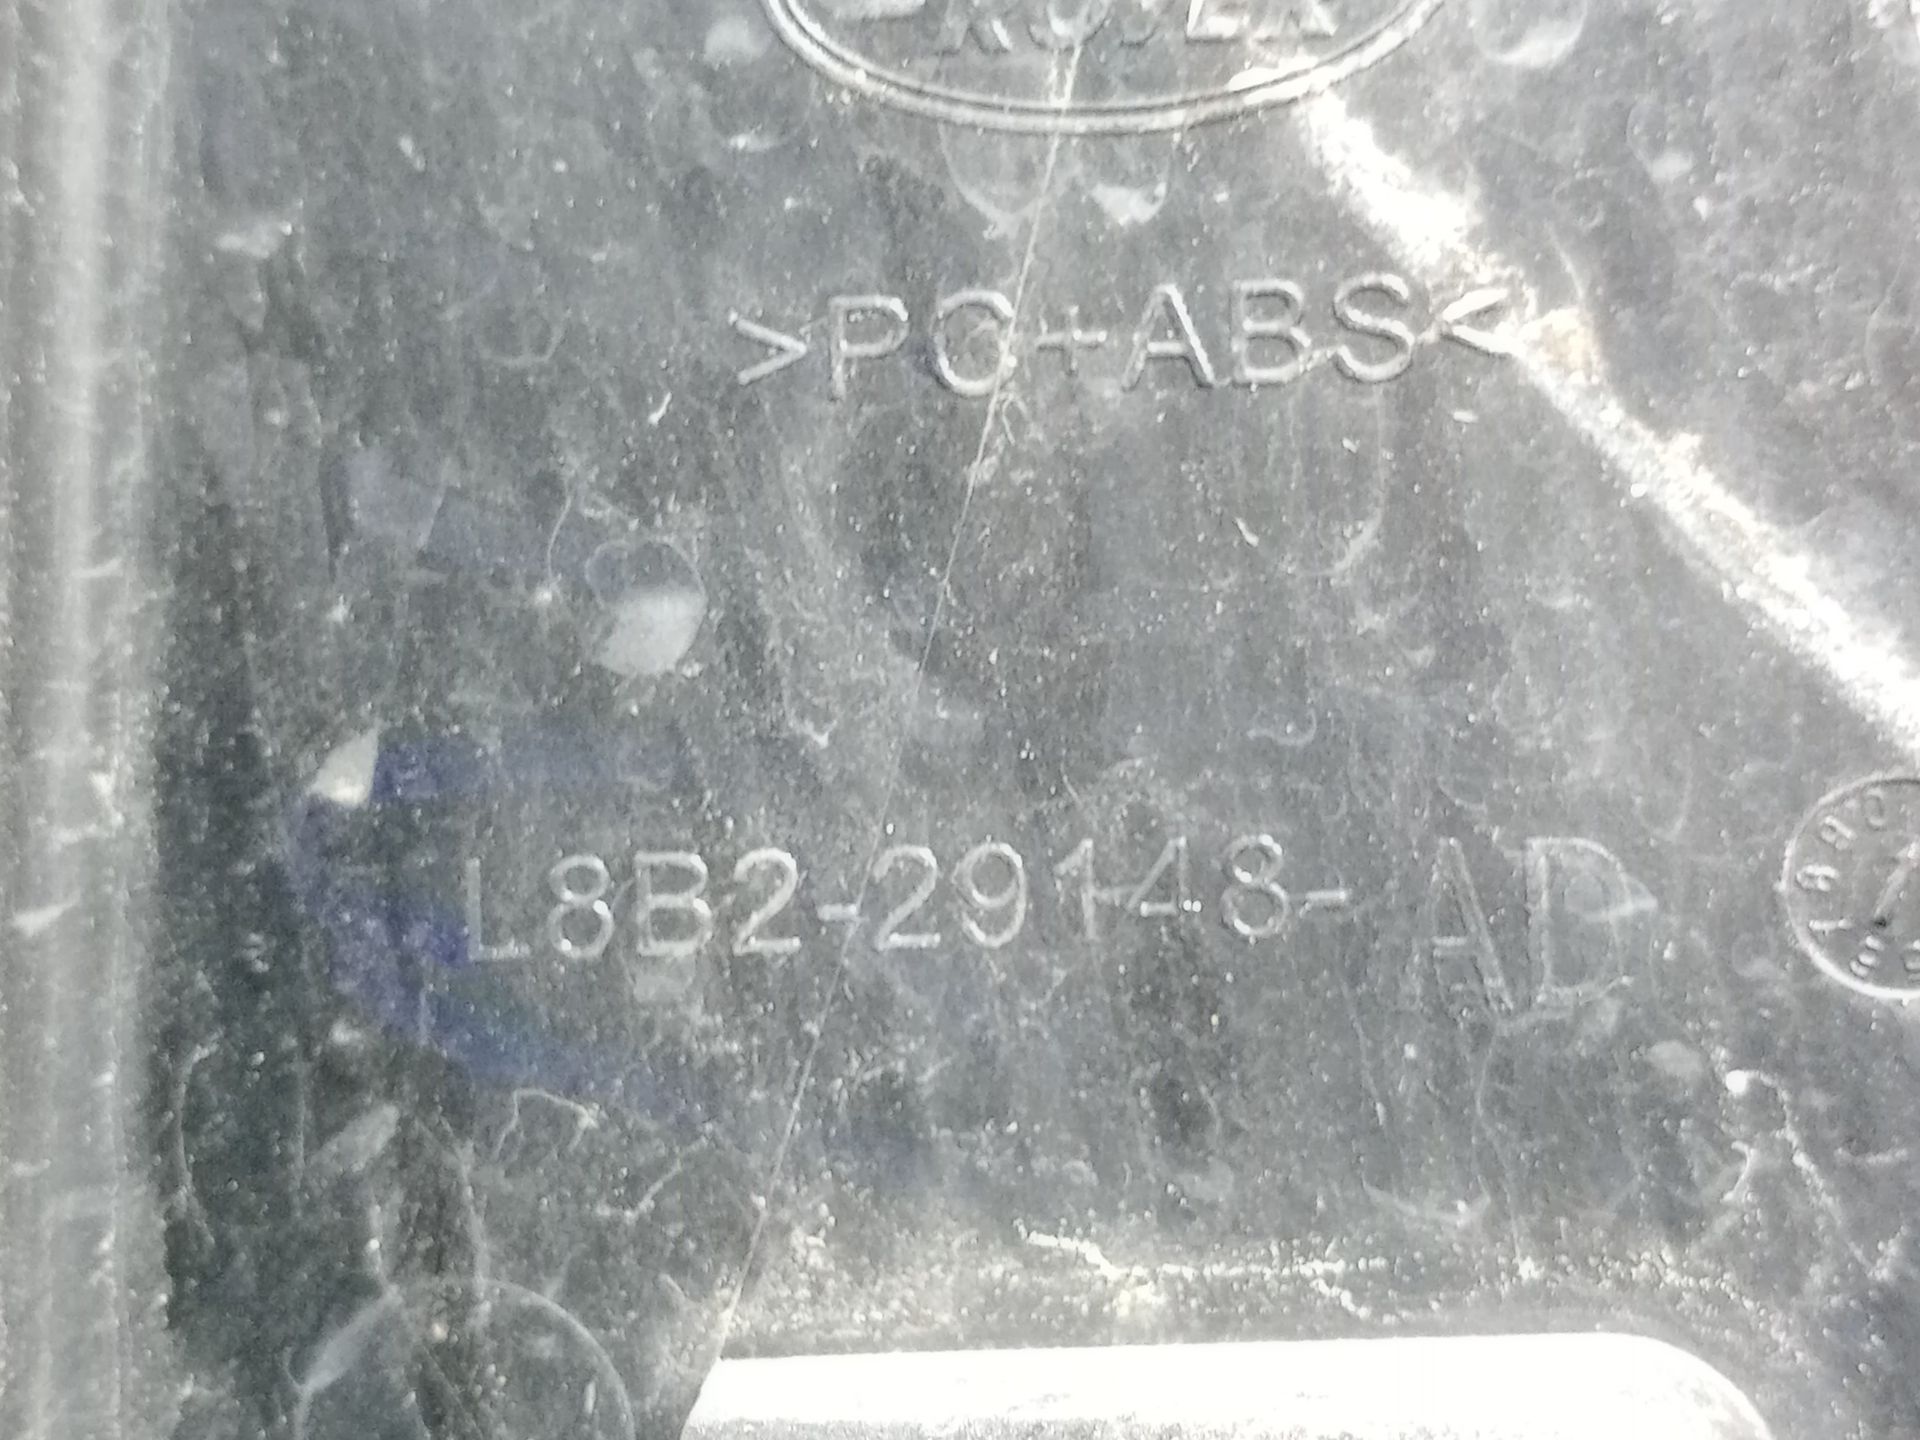 ROVER
>PC+ABS<
L8B2-29148-AD